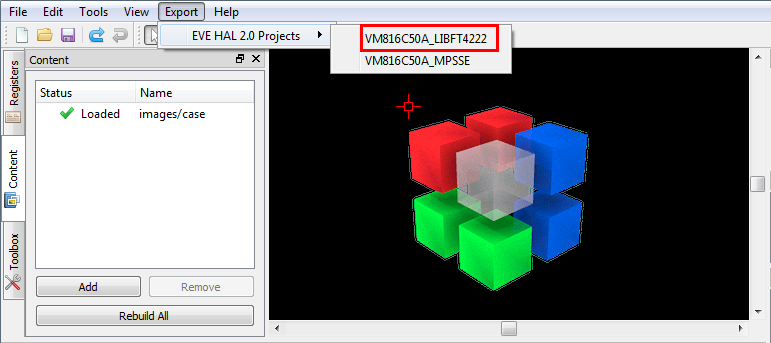 File Edit Tools View Export Help
EVE HAL 2.0 Projects
VM816C50A_LIBFT4222
VM816C50A_MPSSE
Registers
Content
Toolbox
Content
Status Name
Loaded images/case
Add Remove
Rebuild All